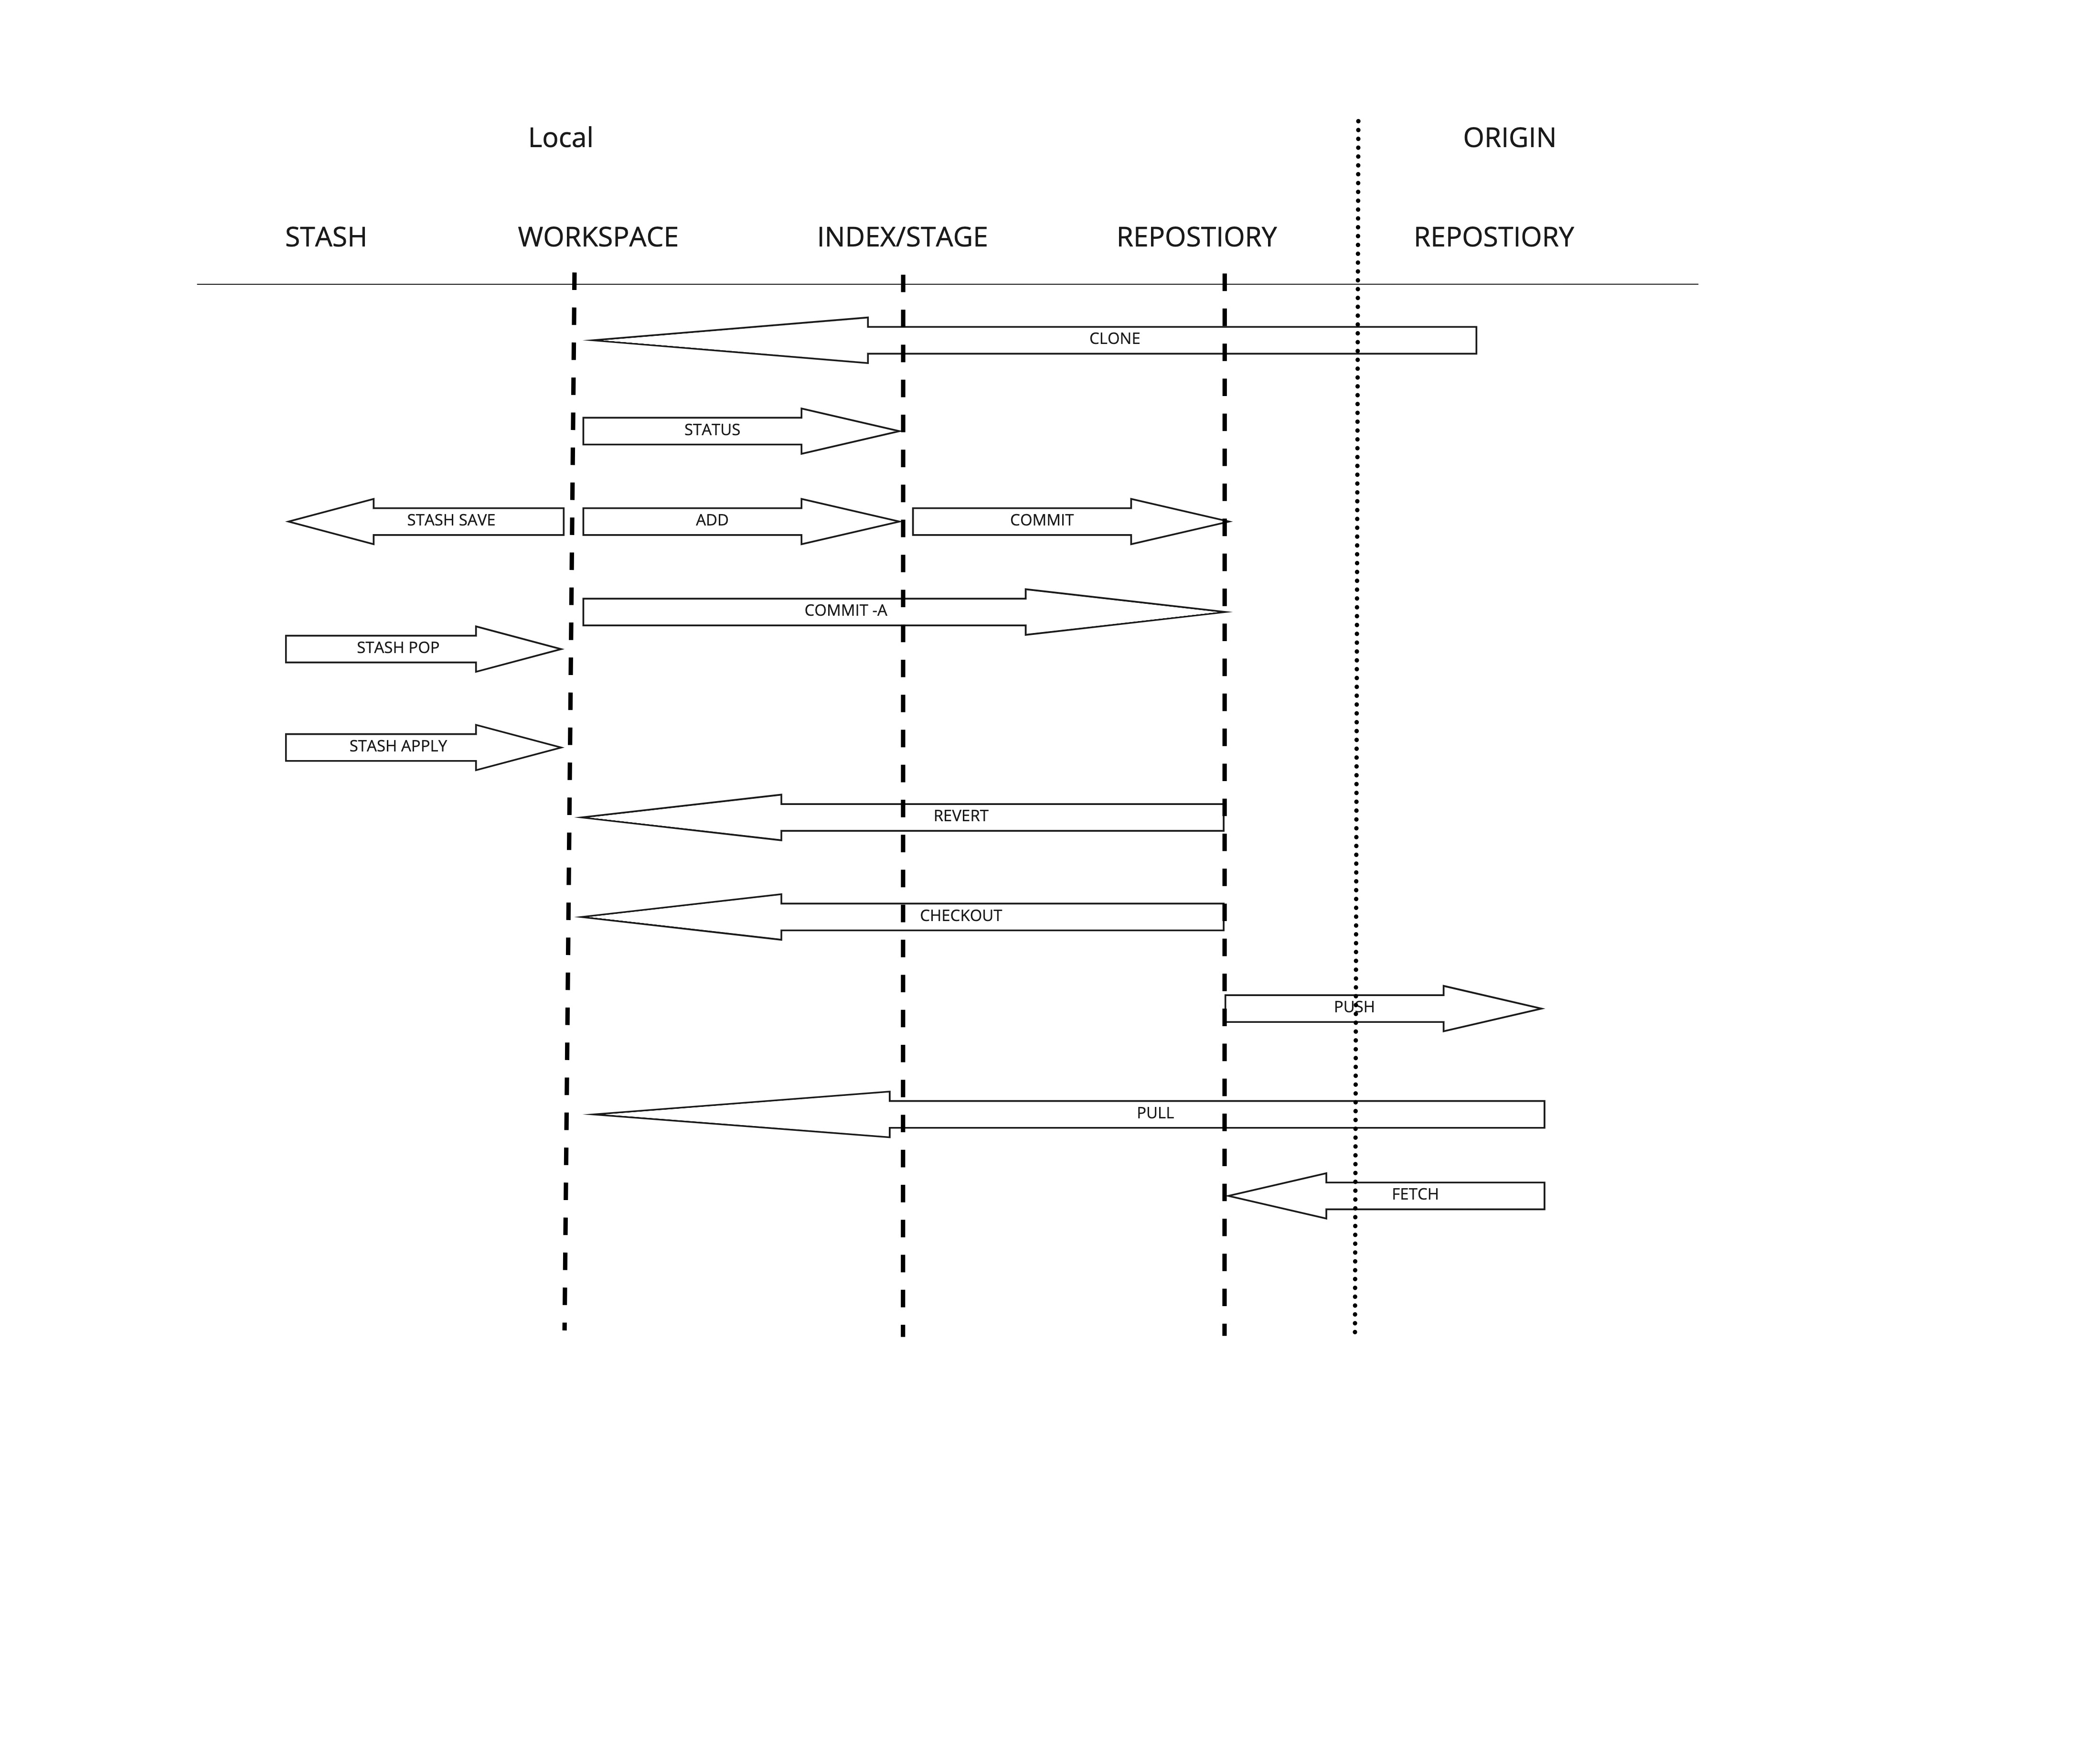 Local
ORIGIN
STASH
WORKSPACE
INDEX/STAGE
REPOSTIORY
REPOSTIORY
CLONE
STATUS
STASH SAVE
ADD
COMMIT
COMMIT -A
STASH POP
STASH APPLY
REVERT
CHECKOUT
PUSH
PULL
FETCH